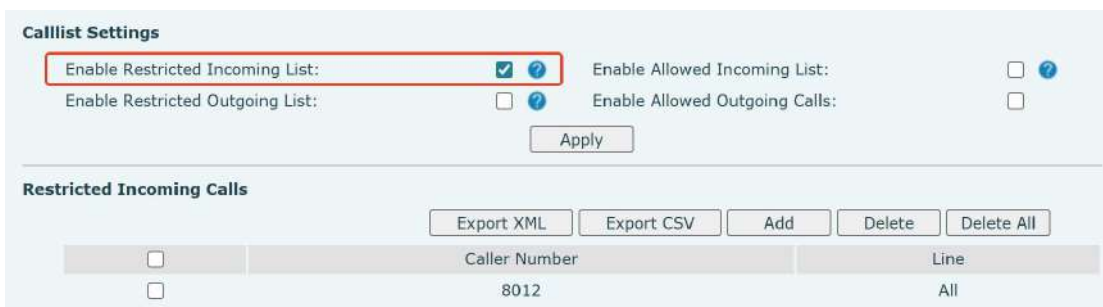 Calllist Settings
Enable Restricted Incoming List: Enable Allowed Incoming List:
Enable Restricted Outgoing List: Enable Allowed Outgoing Calls:
Apply
Restricted Incoming Calls
Export XML Export CSV Add Delete Delete All
Caller Number Line
8012 All